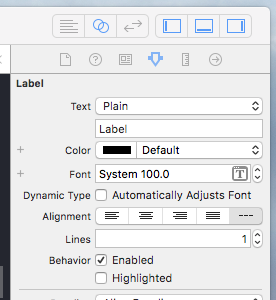 Label
Text Plain
Label
Color Default
Font System 100.0
Dynamic Type Automatically Adjusts Font
Alignment
Lines 1
Behavior Enabled
Highlighted